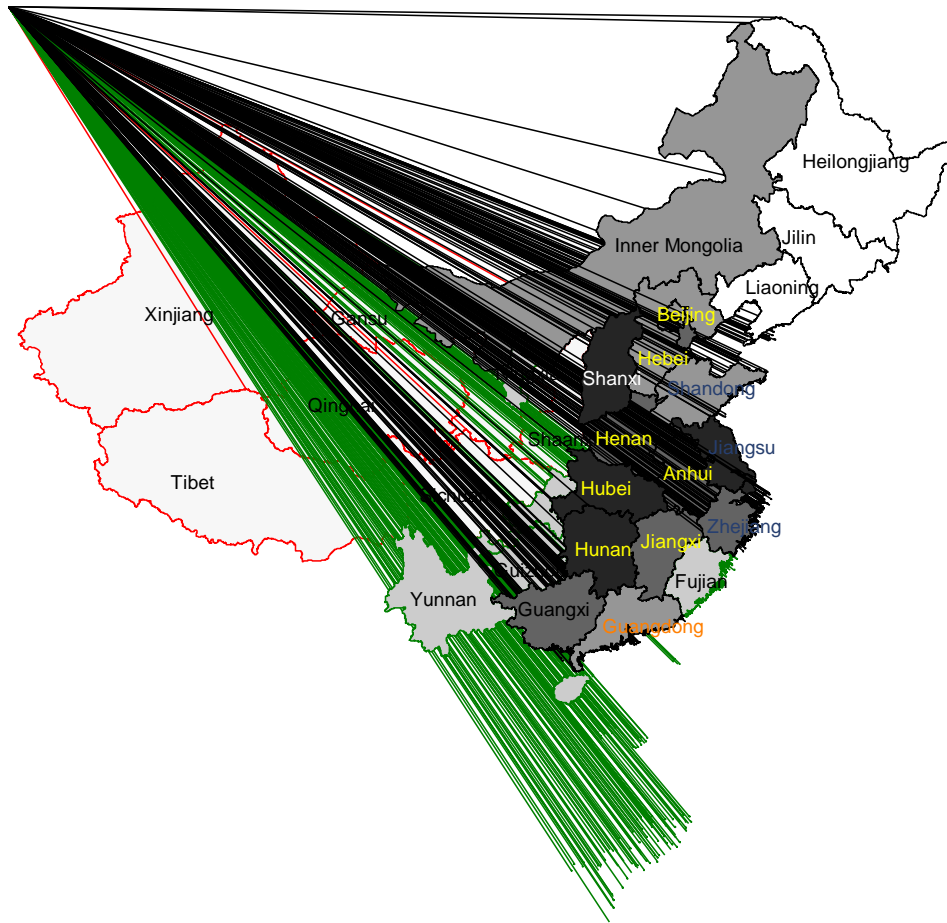 Heilongjiang
Jilin
Inner Mongolia
Liaoning
Xinjiang
Gansu
Beijing
Hebei
Shanxi
Shandong
Qinghai
Henan
Jiangsu
Anhui
Tibet
Hubei
Zhejiang
Hunan
Jiangxi
Fujian
Yunnan
Guangxi
Guangdong